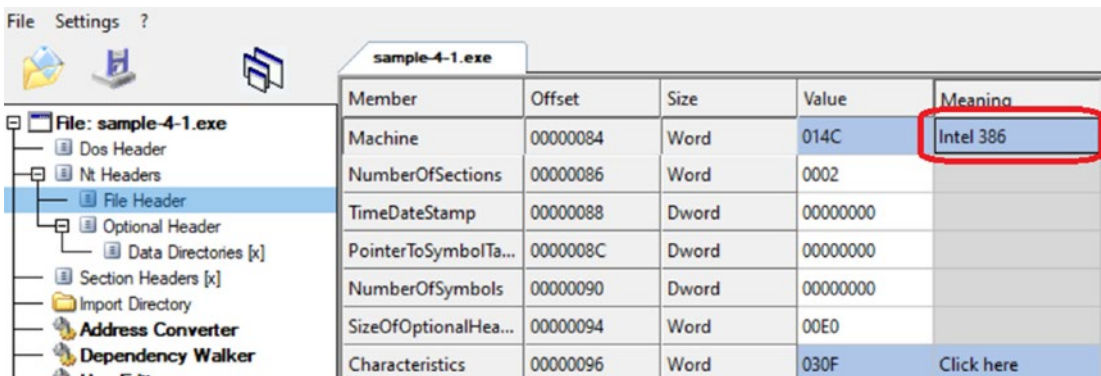 File Settings ?
sample-4-1.exe
File: sample-4-1.exe
Dos Header
Nt Headers
File Header
Optional Header
Data Directories [x]
Section Headers [x]
Import Directory
Address Converter
Dependency Walker
Member Offset Size Value Meaning
Machine 00000084 Word 014C Intel 386
NumberOfSections 00000086 Word 0002
TimeDateStamp 00000088 Dword 00000000
PointerToSymbolTa... 0000008C Dword 00000000
NumberOfSymbols 00000090 Dword 00000000
SizeOfOptionalHea... 00000094 Word 00E0
Characteristics 00000096 Word 030F Click here